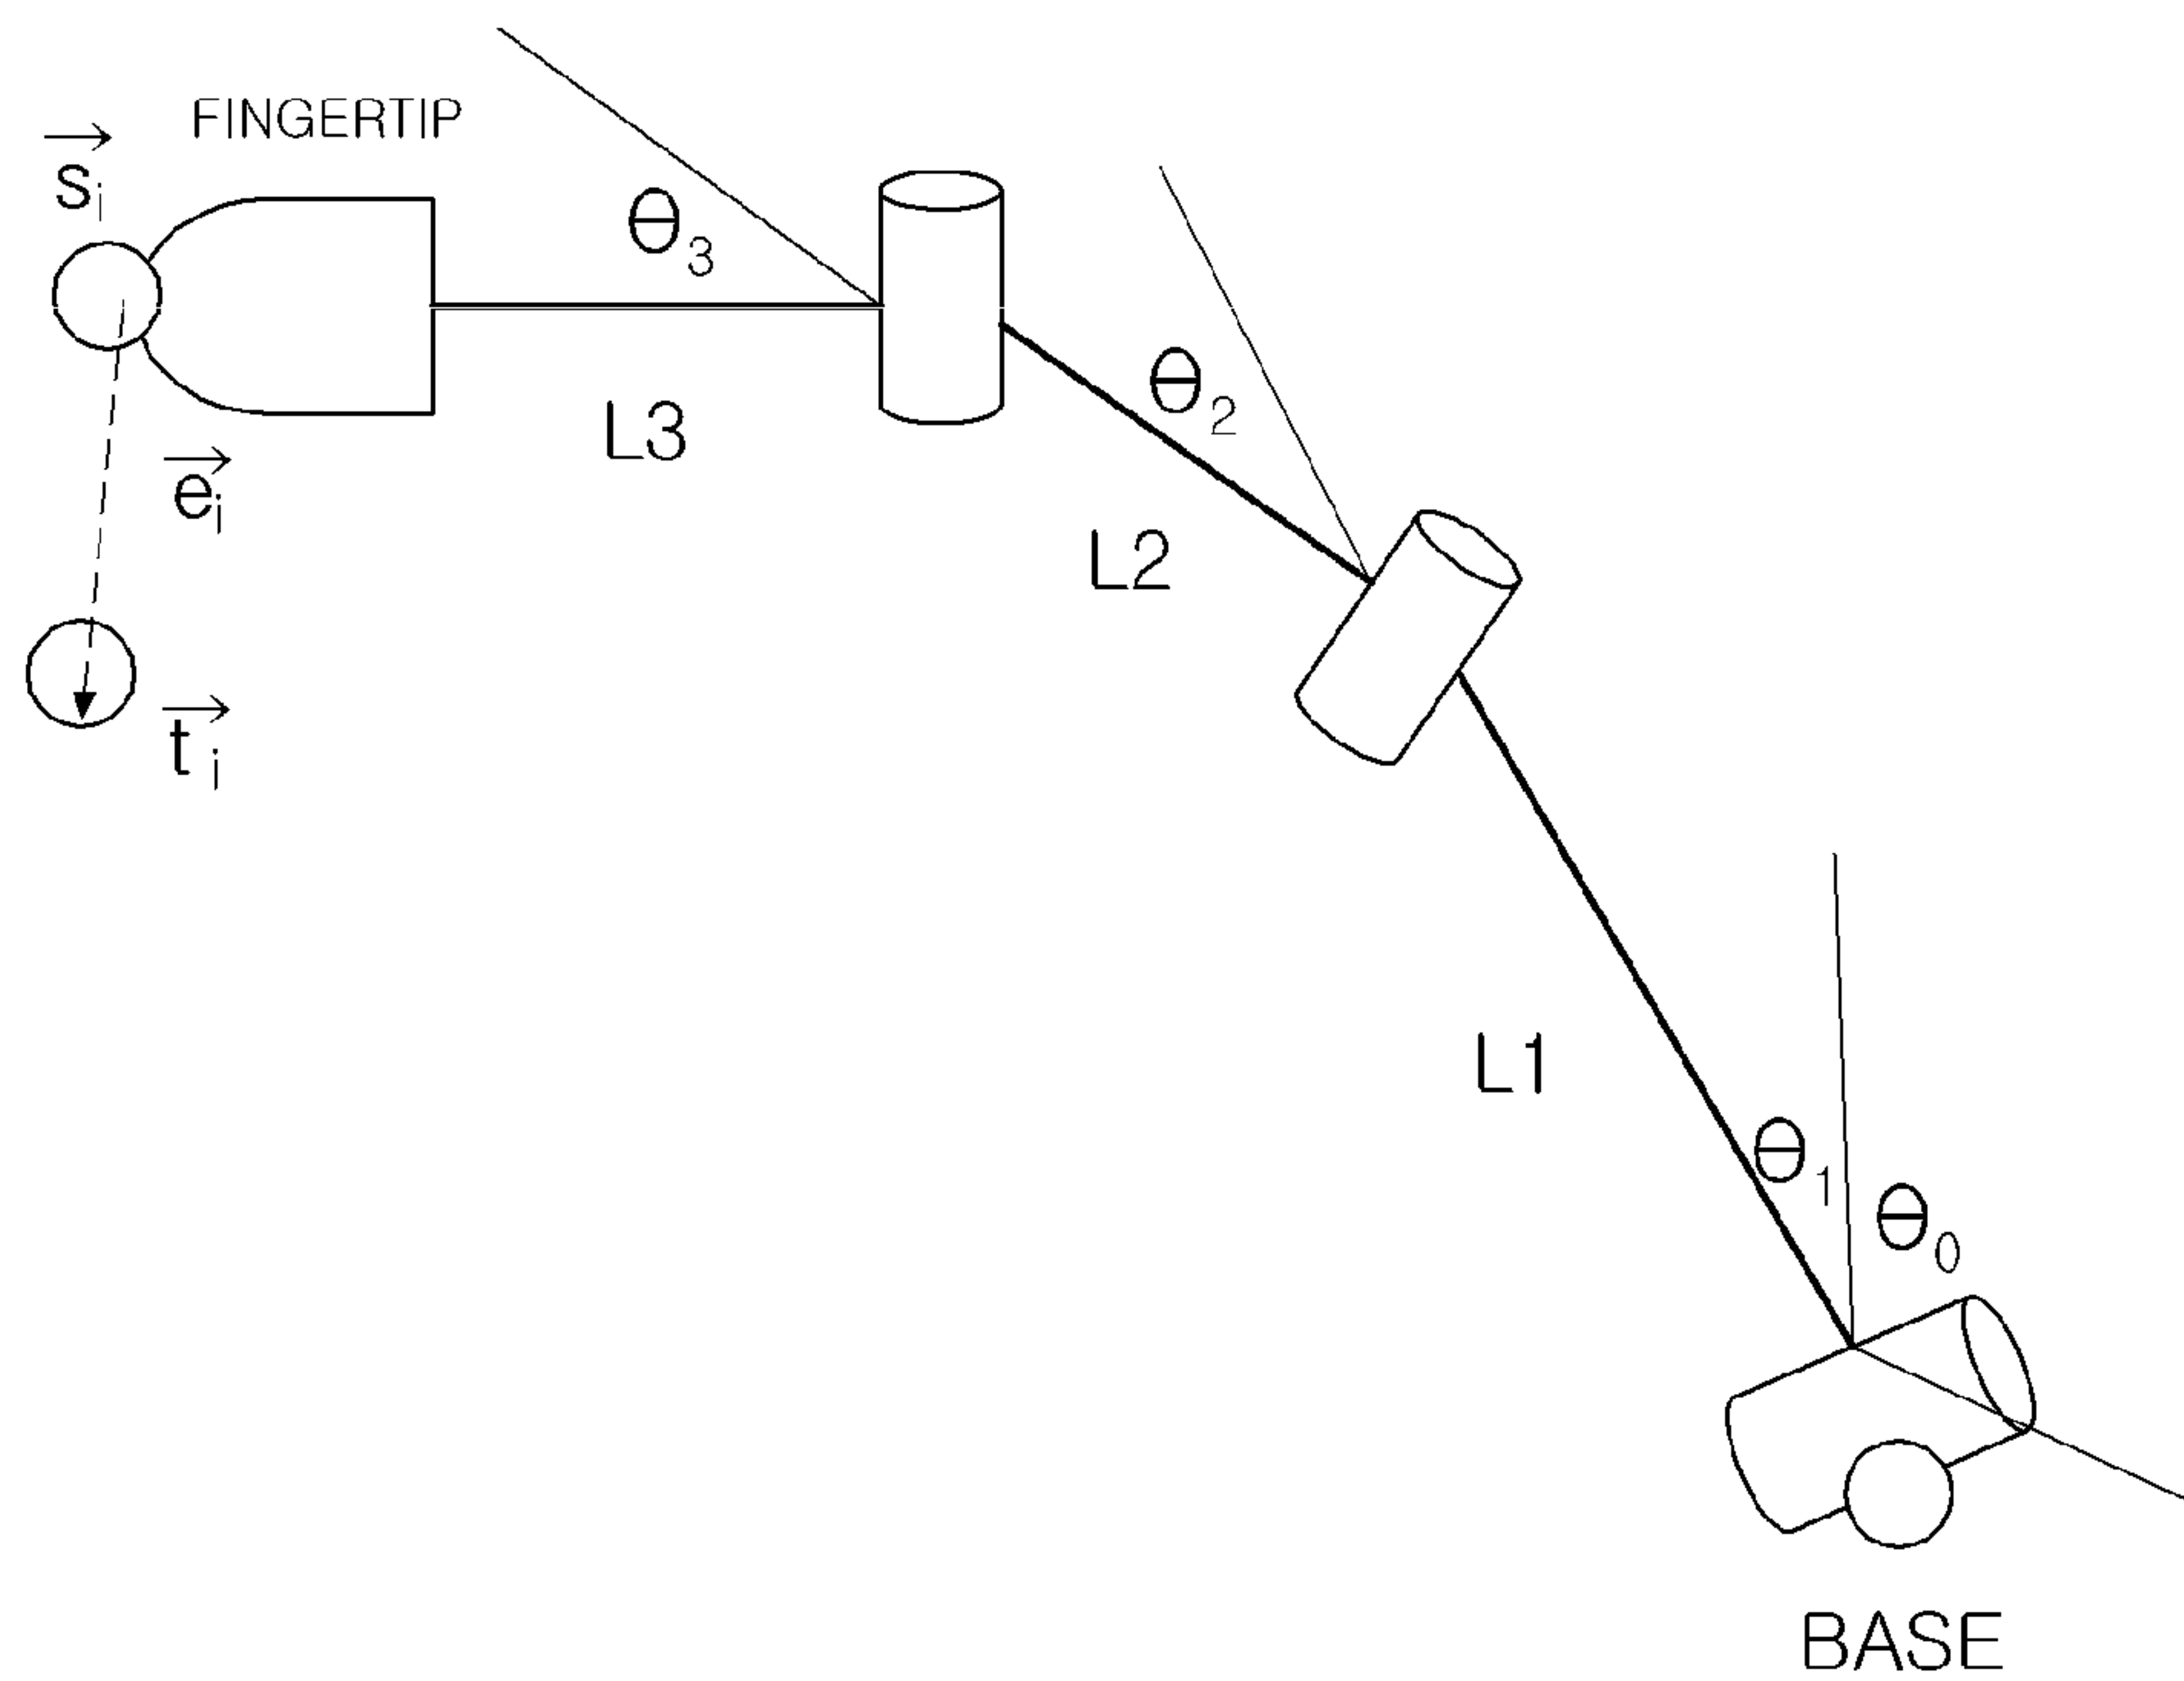 FINGERTIP
s⃗i
θ3
θ2
L3
e⃗i
L2
t⃗i
L1
θ1
θ0
BASE